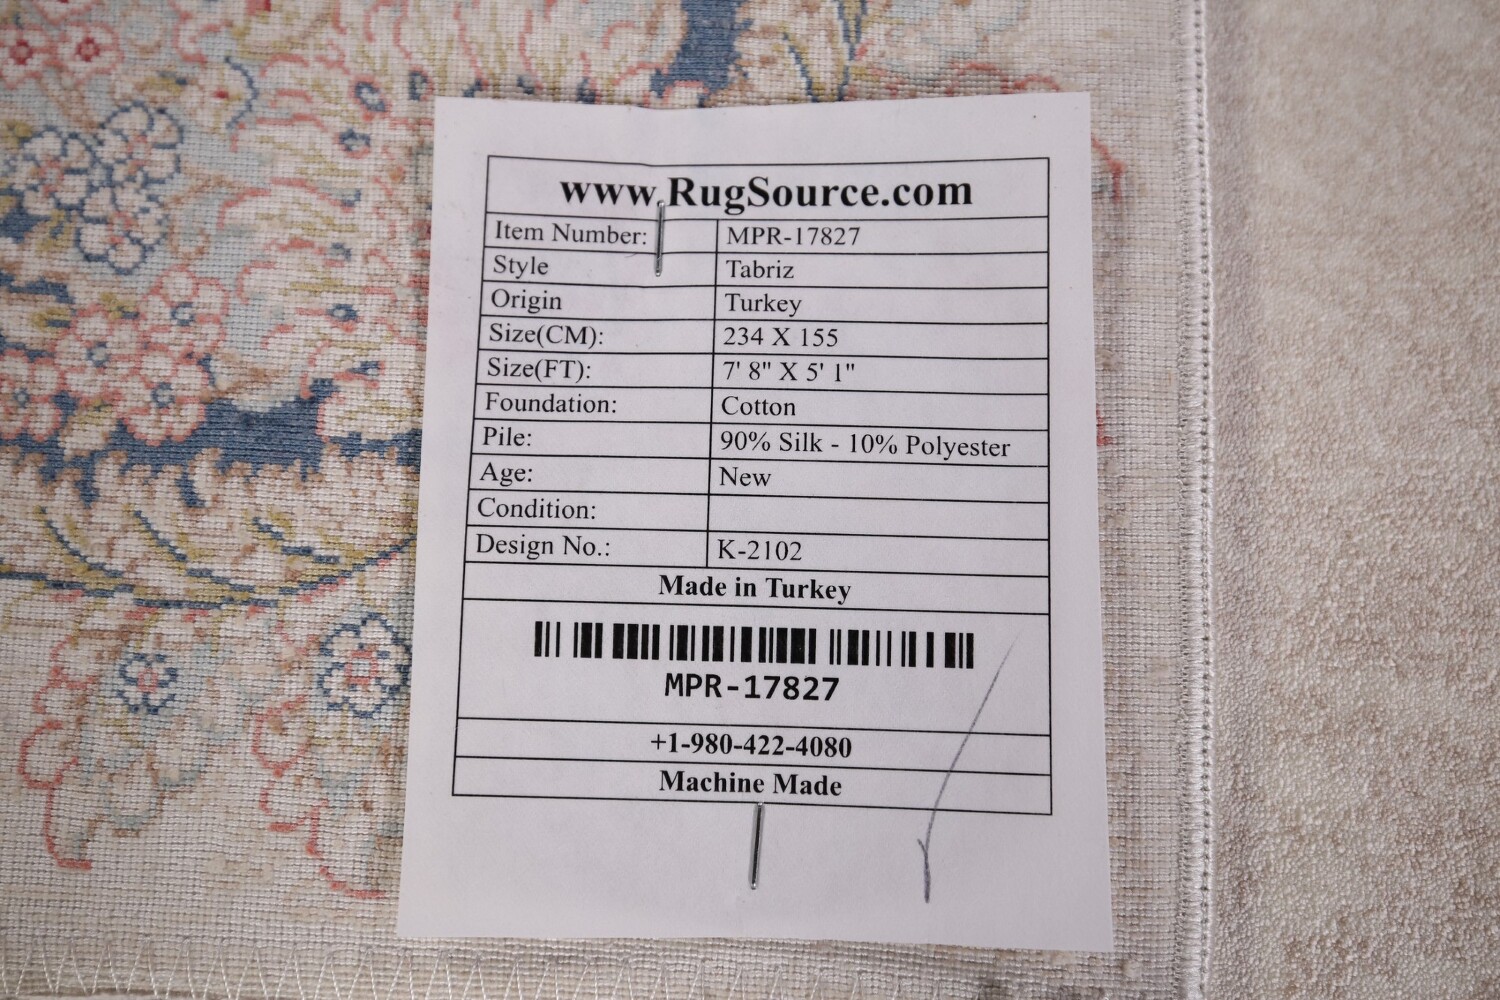 www.RugSource.com
Item Number: MPR-17827
Style Tabriz
Origin Turkey
Size(CM): 234 X 155
Size(FT): 7' 8" X 5' 1"
Foundation: Cotton
Pile: 90% Silk - 10% Polyester
Age: New
Condition:
Design No.: K-2102
Made in Turkey
MPR-17827
+1-980-422-4080
Machine Made